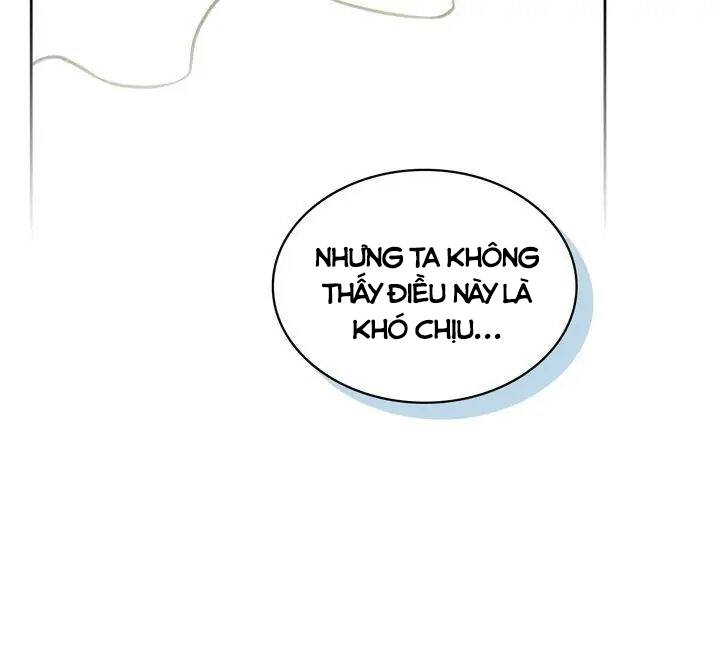 NHƯNG TA KHÔNG
THẤY ĐIỀU NÀY LÀ
KHÓ CHỊU...